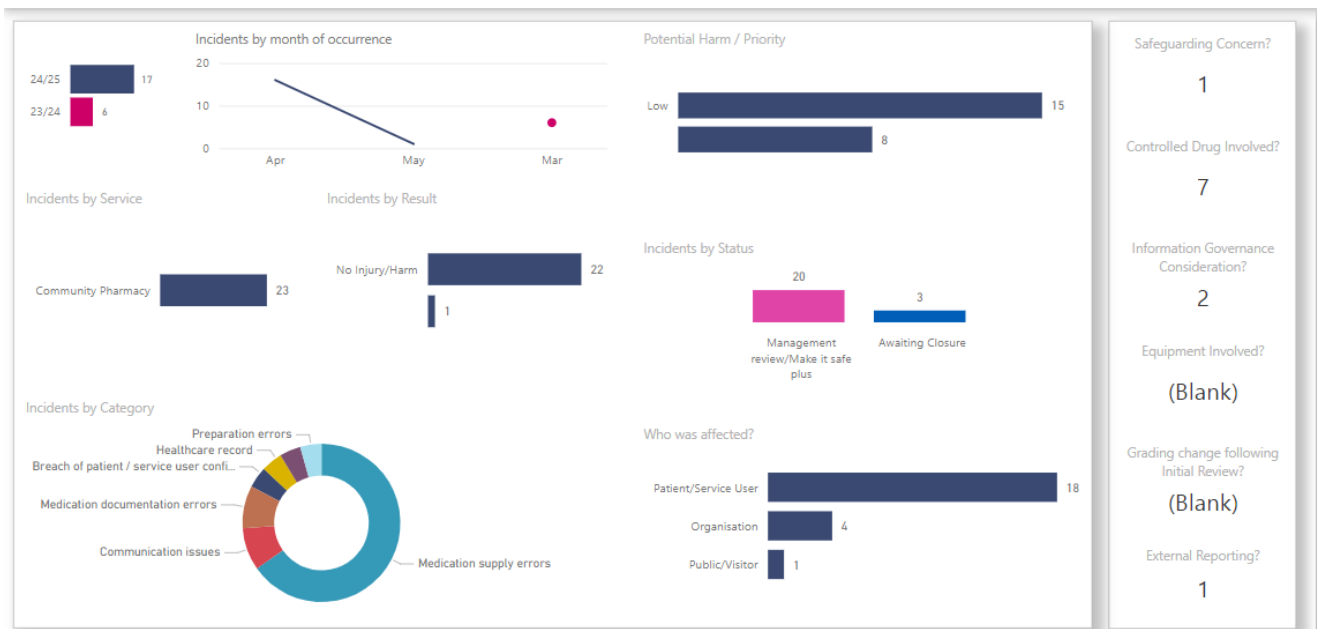 Incidents by month of occurrence
24/25
17
23/24
6
20
10
0
Apr
May
Mar
Potential Harm / Priority
Low
15
8
Incidents by Service
Community Pharmacy
23
Incidents by Result
No Injury/Harm
22
1
Incidents by Status
20
3
Management
review/Make it safe
plus
Awaiting Closure
Incidents by Category
Preparation errors
Healthcare record
Breach of patient / service user confi...
Medication documentation errors
Communication issues
Medication supply errors
Who was affected?
Patient/Service User
18
Organisation
4
Public/Visitor
1
Safeguarding Concern?
1
Controlled Drug Involved?
7
Information Governance
Consideration?
2
Equipment Involved?
(Blank)
Grading change following
Initial Review?
(Blank)
External Reporting?
1